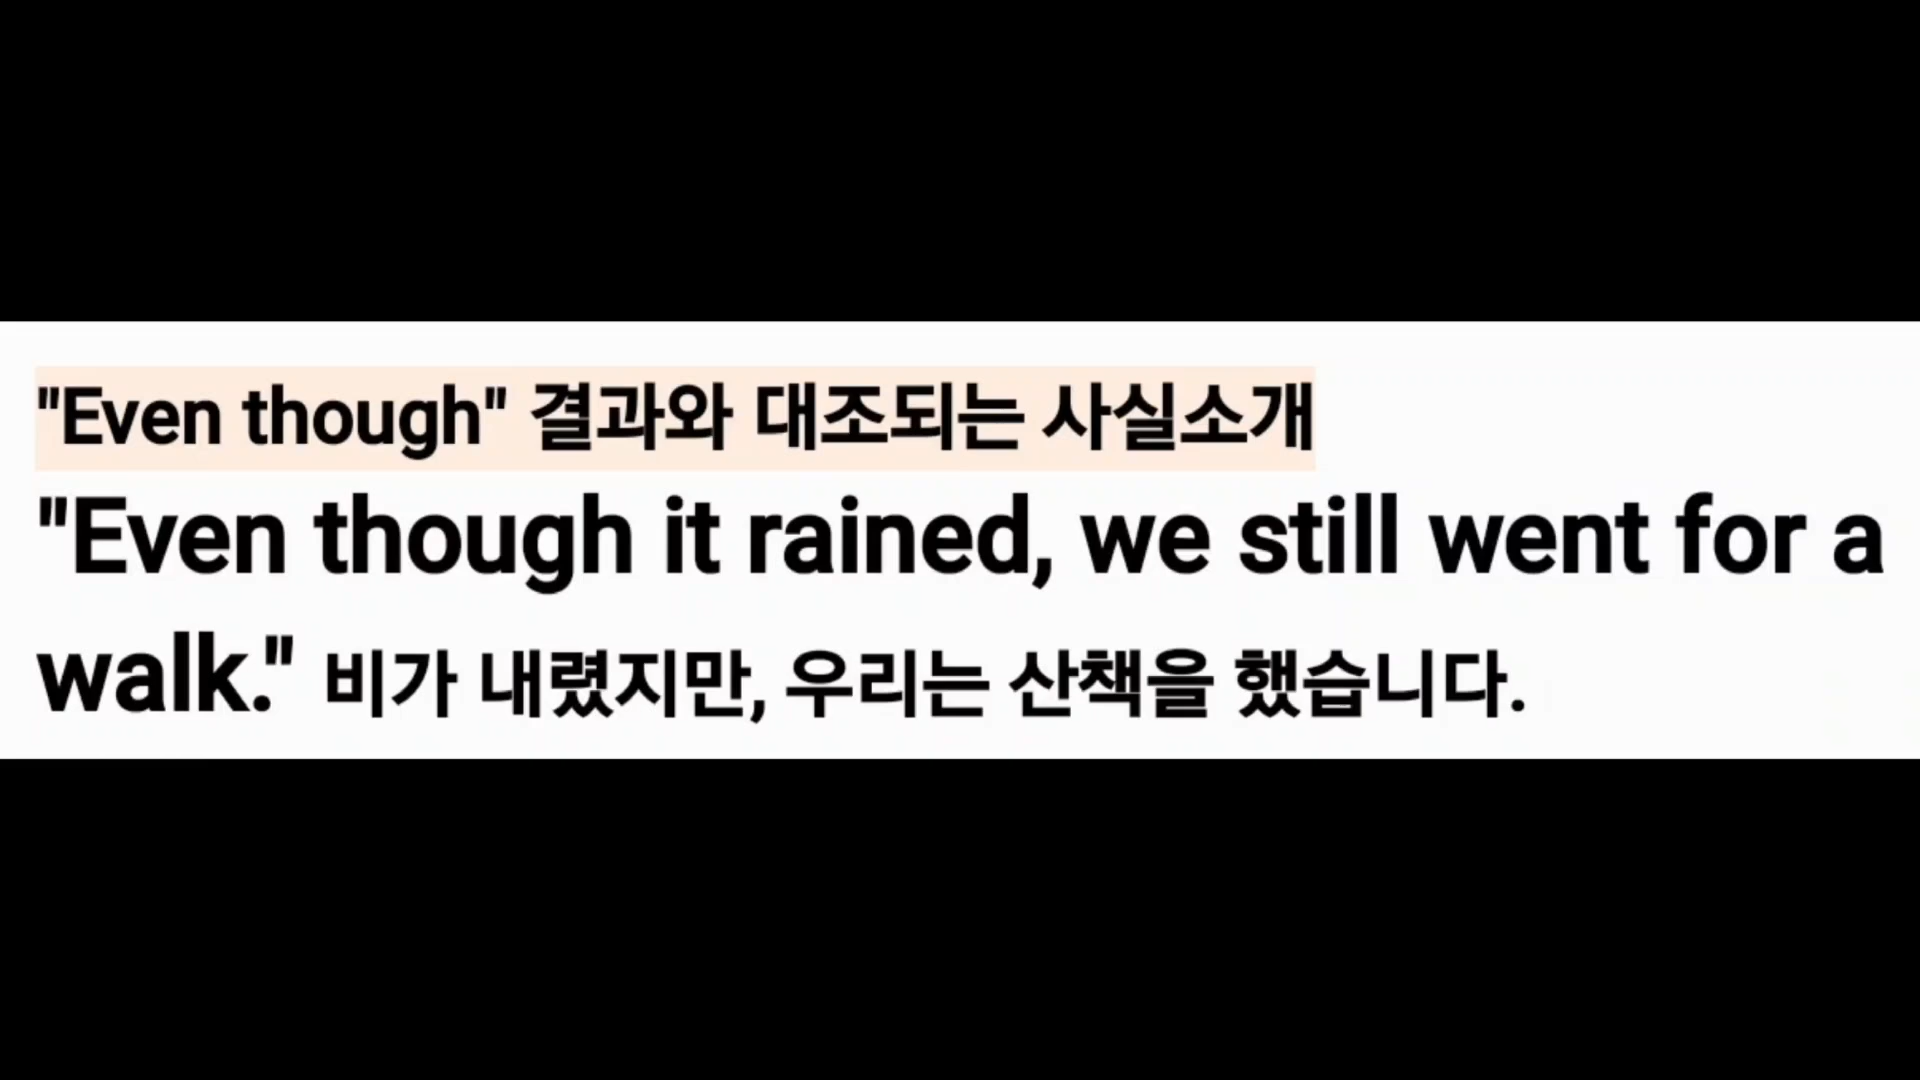 "Even though" 결과와 대조되는 사실소개
"Even though it rained, we still went for a
walk." 비가 내렸지만, 우리는 산책을 했습니다.